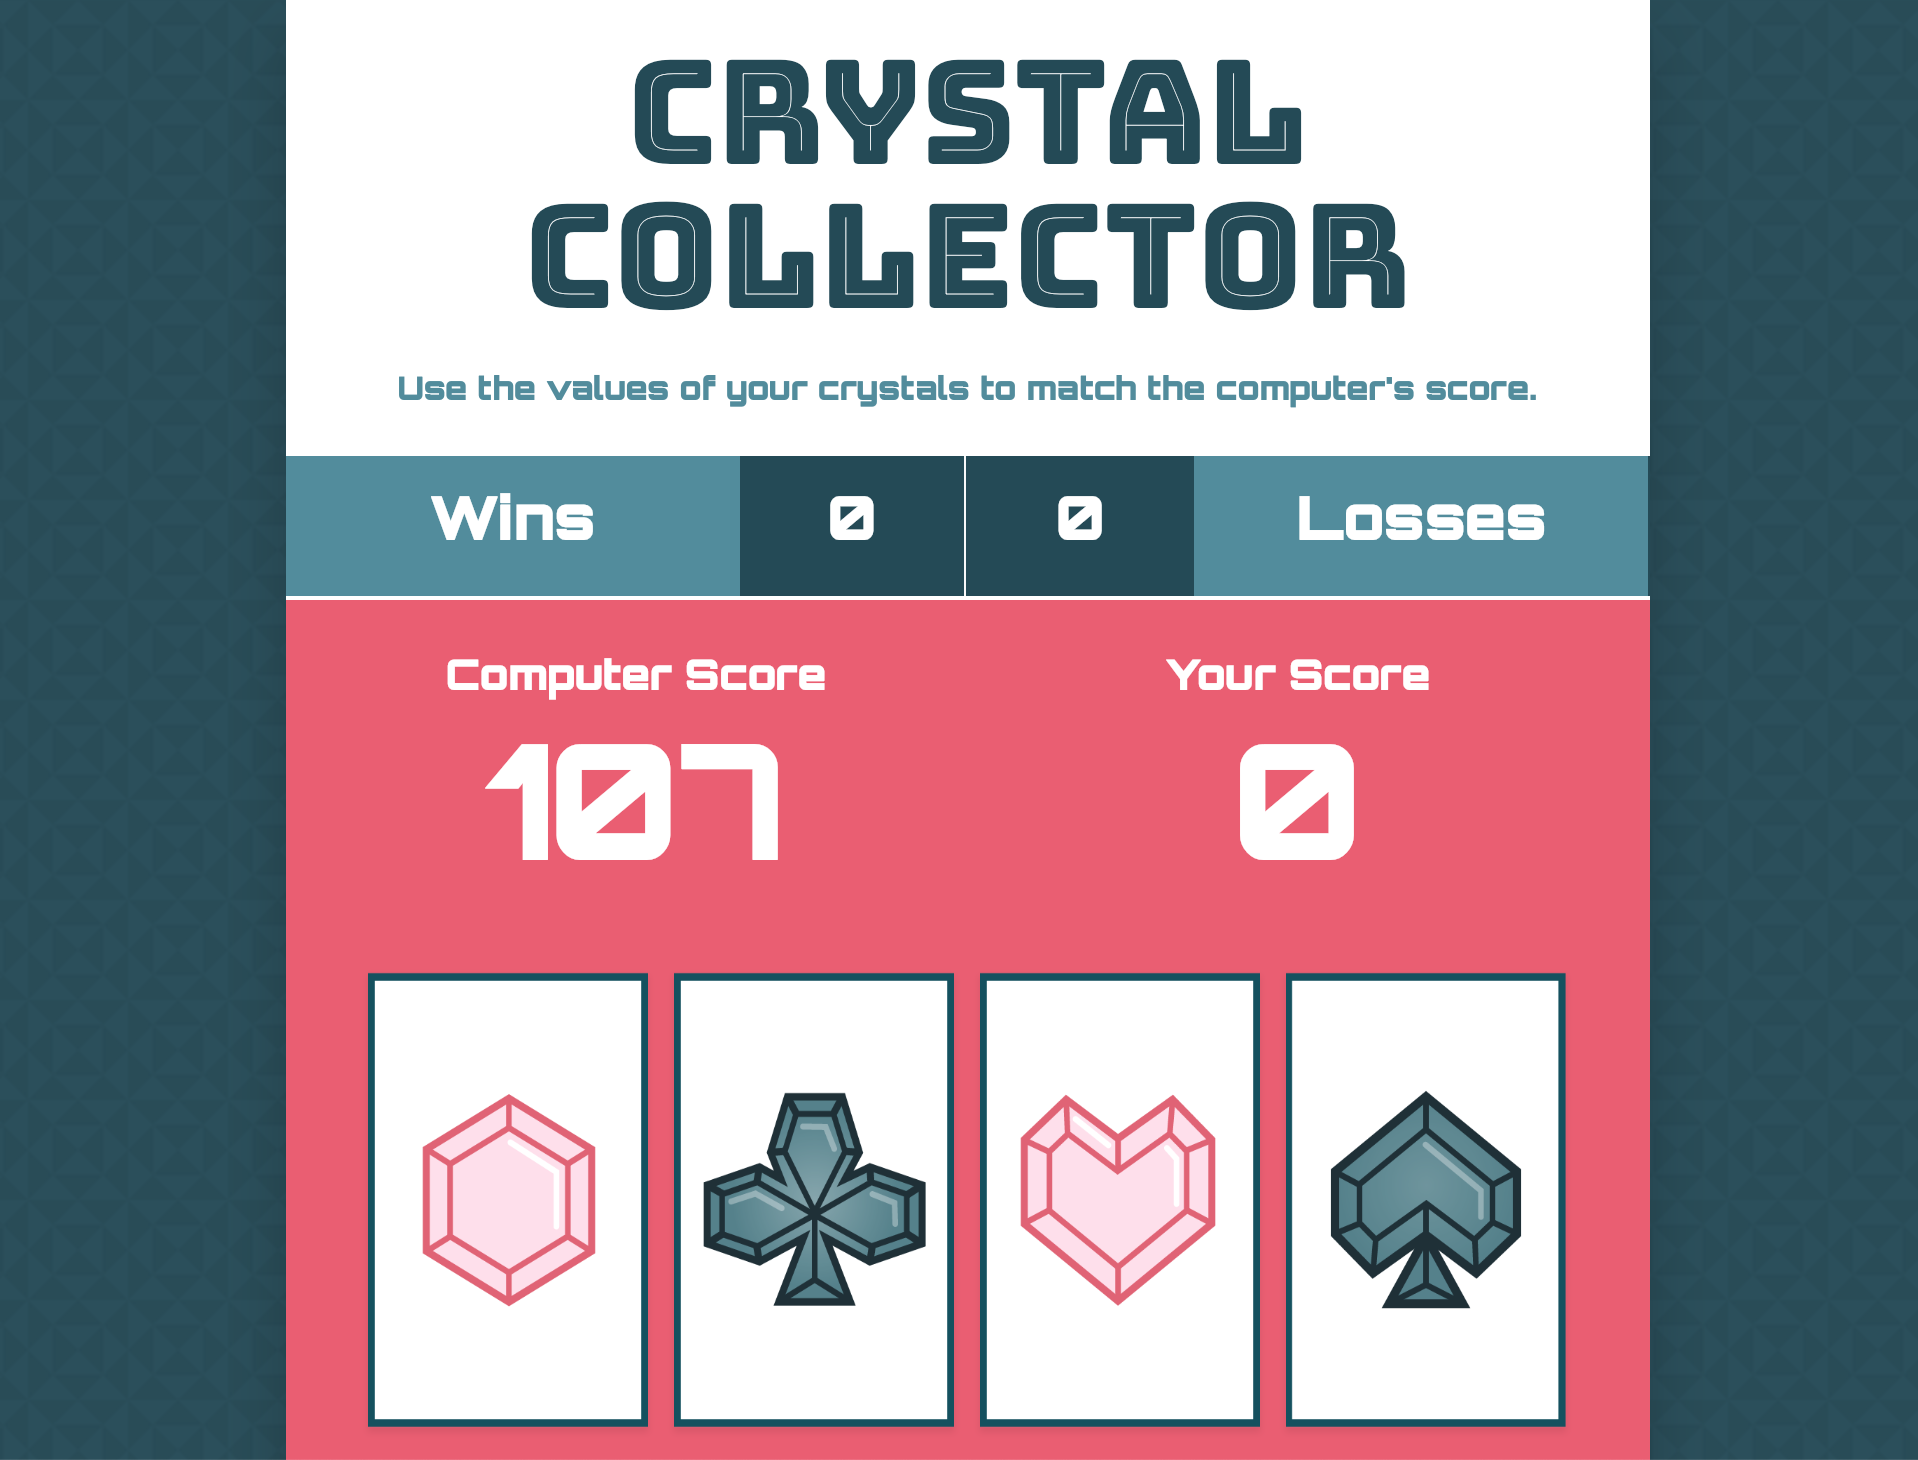 CRYSTAL
COLLECTOR
Use the values of your crystals to match the computer's score.
Wins 0 0 Losses
Computer Score Your Score
107 0